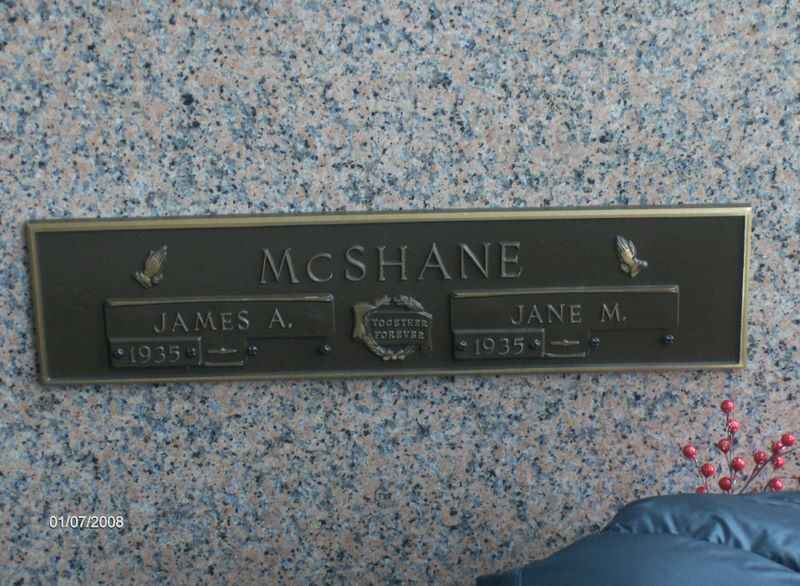 McSHANE
JAMES A.
1935
TOGETHER
FOREVER
JANE M.
1935
01/07/2008